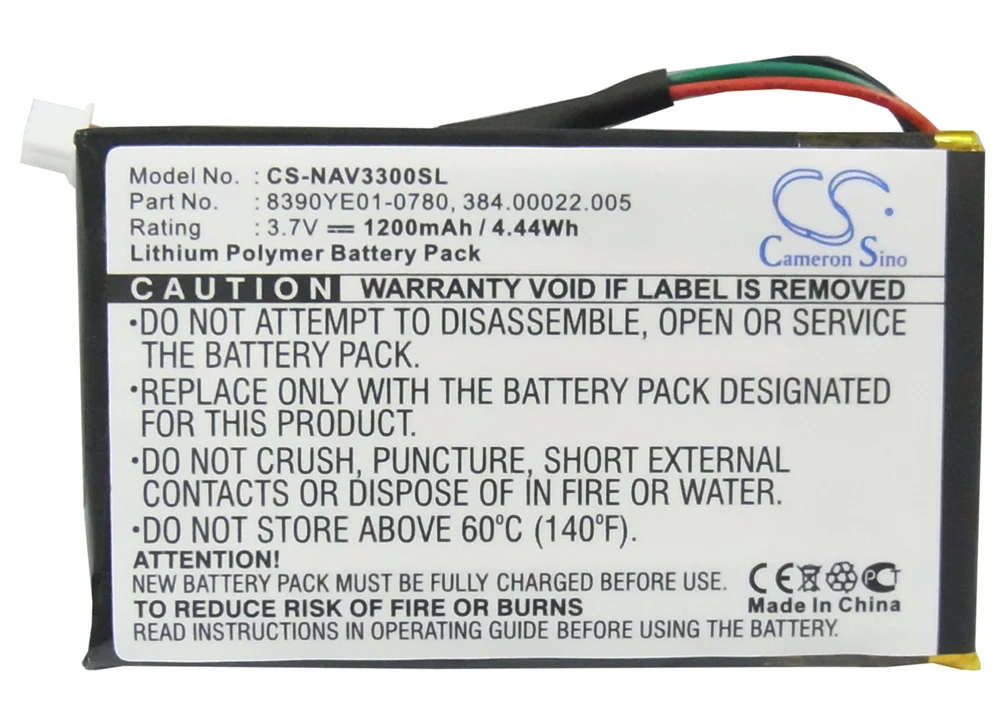 Model No. : CS-NAV3300SL
Part No. : 8390YE01-0780, 384.00022.005
Rating : 3.7V 1200mAh / 4.44Wh
Lithium Polymer Battery Pack
CS
Cameron Sino
CAUTION WARRANTY VOID IF LABEL IS REMOVED
·DO NOT ATTEMPT TO DISASSEMBLE, OPEN OR SERVICE
THE BATTERY PACK.
·REPLACE ONLY WITH THE BATTERY PACK DESIGNATED
FOR THIS PRODUCT.
·DO NOT CRUSH, PUNCTURE, SHORT EXTERNAL
CONTACTS OR DISPOSE OF IN FIRE OR WATER.
·DO NOT STORE ABOVE 60°C (140°F).
ATTENTION!
NEW BATTERY PACK MUST BE FULLY CHARGED BEFORE USE.
TO REDUCE RISK OF FIRE OR BURNS
READ INSTRUCTIONS IN OPERATING GUIDE BEFORE USING THE BATTERY.
CE PCT
Made In China